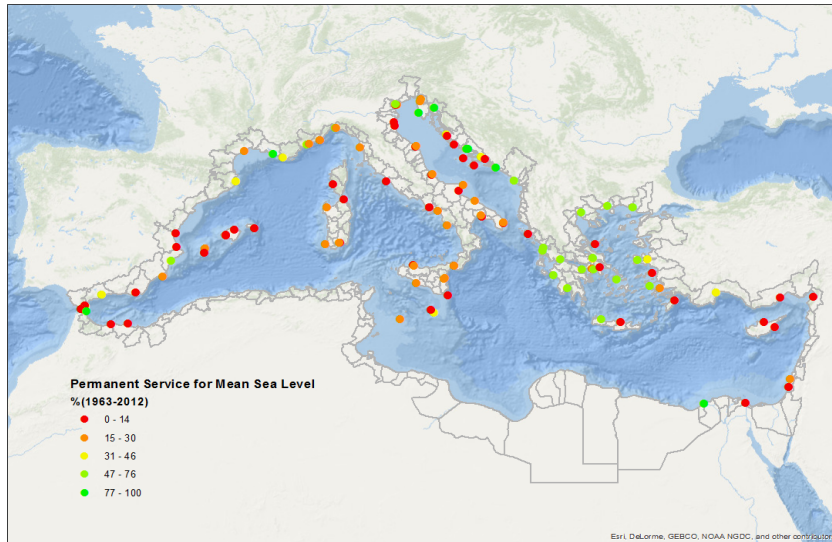 Permanent Service for Mean Sea Level
%(1963-2012)
0 - 14
15 - 30
31 - 46
47 - 76
77 - 100
Esri, DeLorme, GEBCO, NOAA NGDC, and other contributor